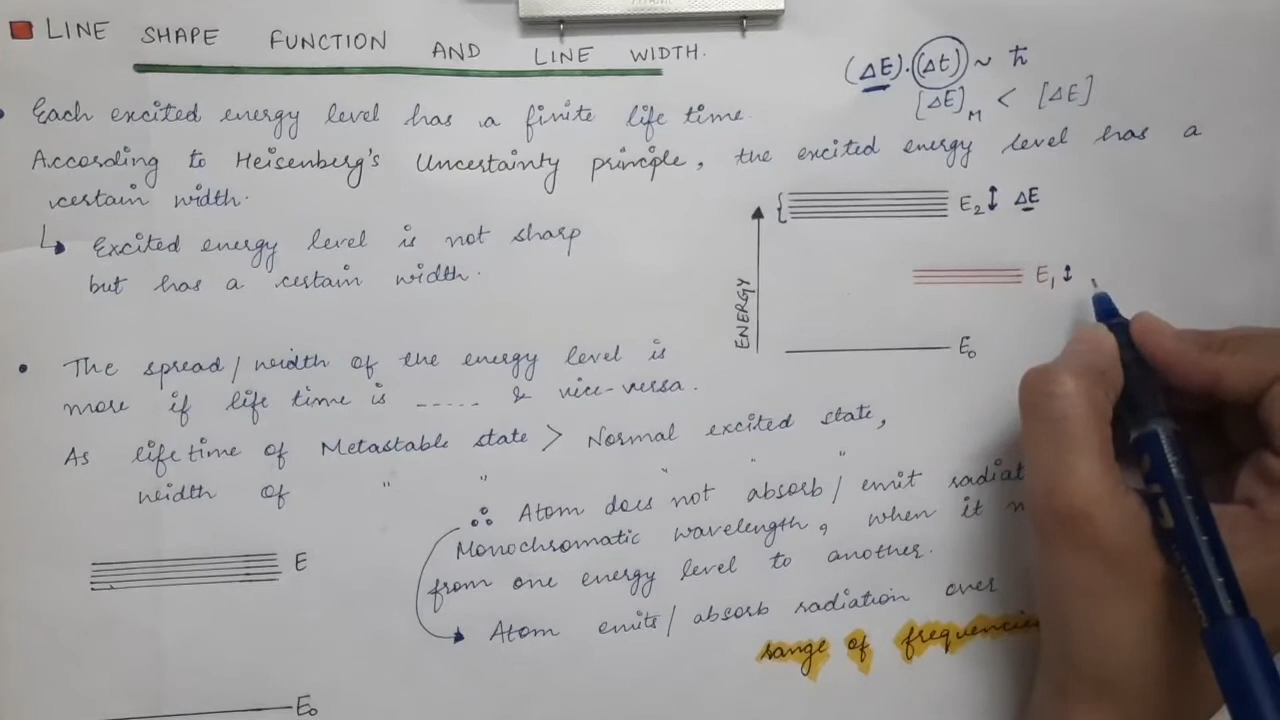 LINE SHAPE FUNCTION AND LINE WIDTH.
(ΔE).(Δt) ~ ħ
[ΔE]M < [ΔE]
Each excited energy level has a finite life time.
According to Heisenberg's Uncertainty principle, the excited energy level has a
certain width.
Excited energy level is not sharp
but has a certain width.
E2 ΔE
E1
ENERGY
E0
The spread/width of the energy level is
more if life time is ----- & vice-versa.
As life time of Metastable state > Normal excited state,
width of " " " " "
∴ Atom does not absorb/emit radiat
Monochromatic wavelength, when it
from one energy level to another.
Atom emits/absorb radiation over
range of frequencie
E
E0